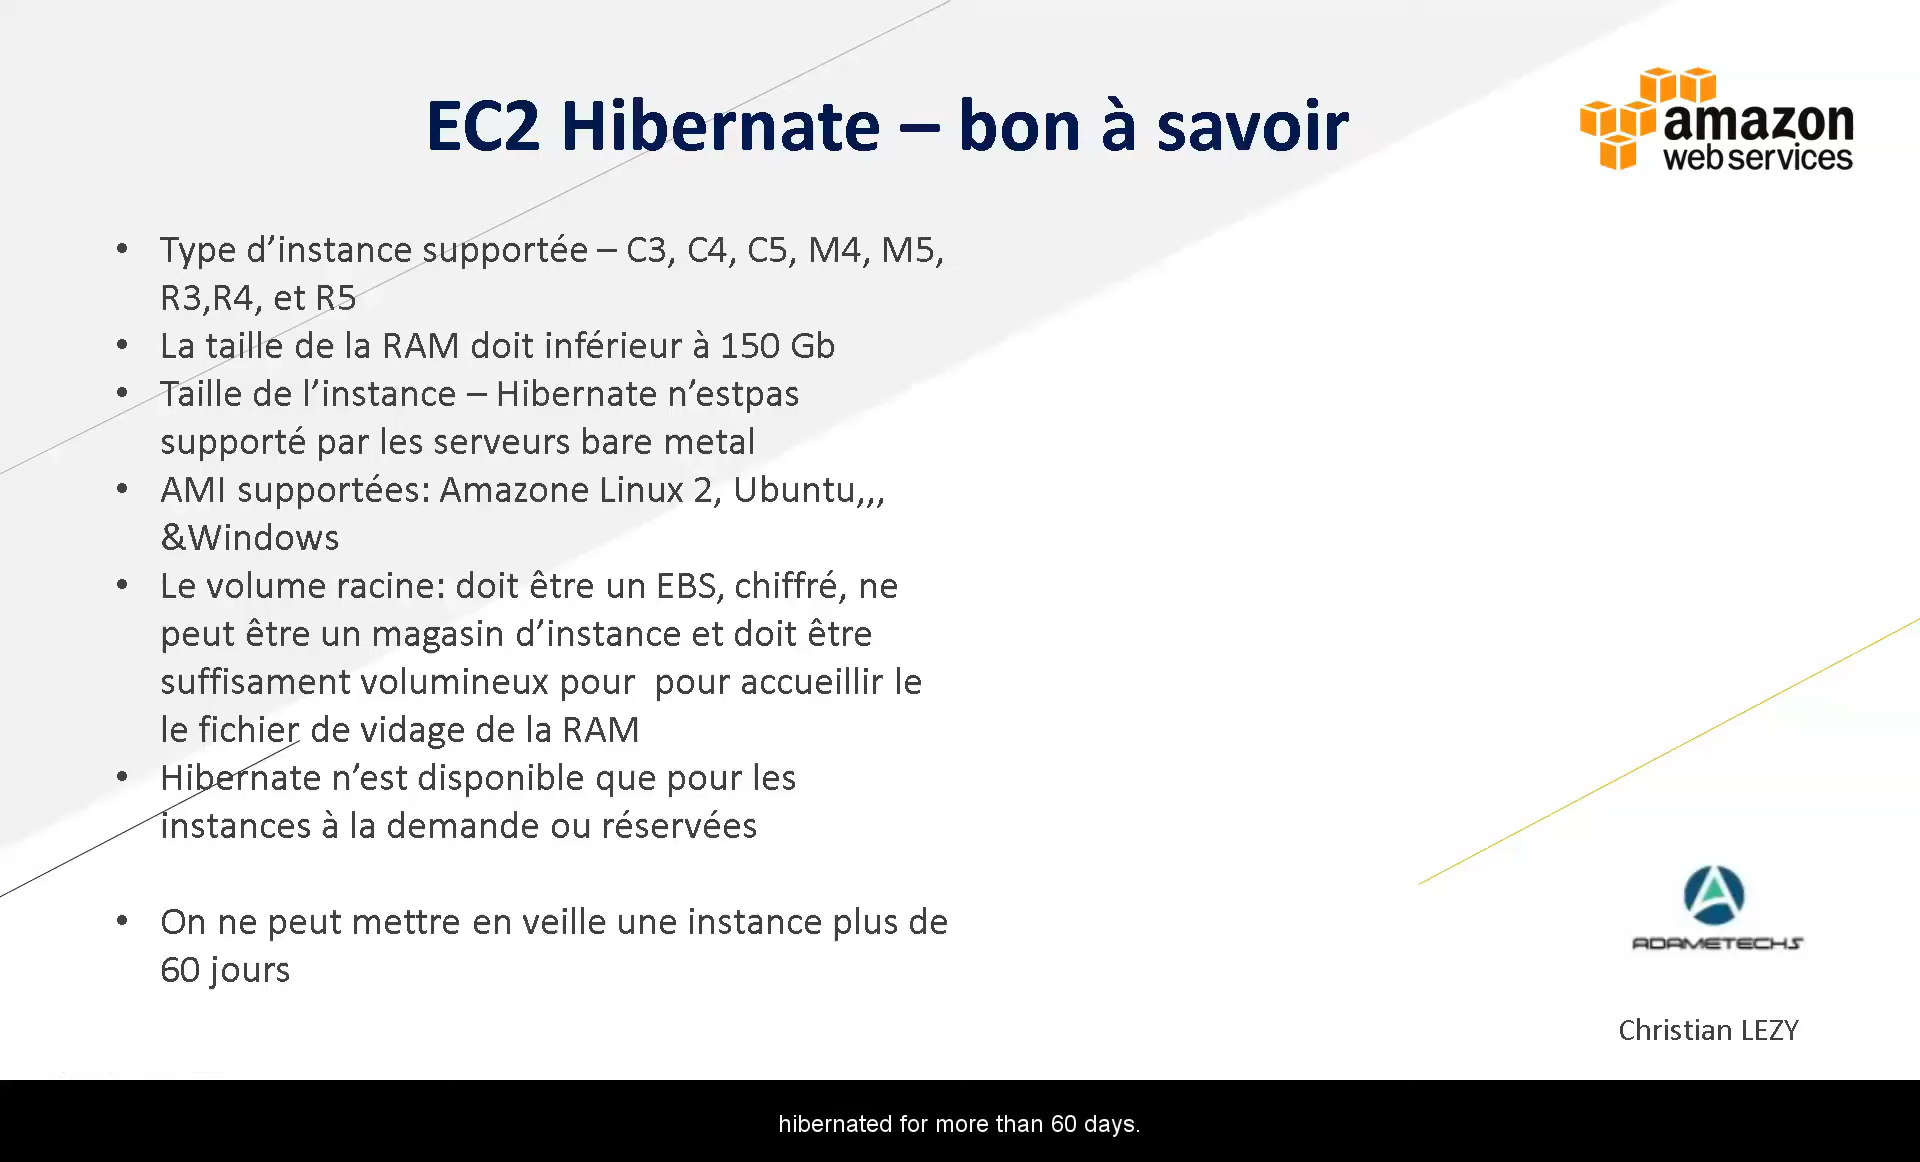 EC2 Hibernate – bon à savoir
amazon
web services
• Type d’instance supportée – C3, C4, C5, M4, M5,
R3,R4, et R5
• La taille de la RAM doit inférieur à 150 Gb
• Taille de l’instance – Hibernate n’estpas
supporté par les serveurs bare metal
• AMI supportées: Amazone Linux 2, Ubuntu,,,
&Windows
• Le volume racine: doit être un EBS, chiffré, ne
peut être un magasin d’instance et doit être
suffisament volumineux pour  pour accueillir le
le fichier de vidage de la RAM
• Hibernate n’est disponible que pour les
instances à la demande ou réservées
• On ne peut mettre en veille une instance plus de
60 jours
ADAMETECHS
Christian LEZY
hibernated for more than 60 days.